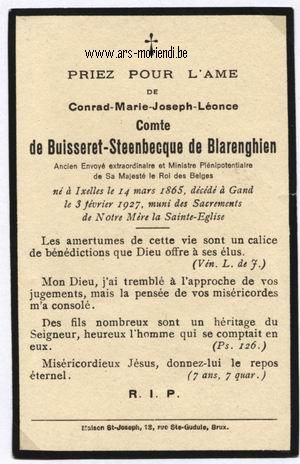 www.ars-moriendi.be
PRIEZ POUR L'AME
DE
Conrad-Marie-Joseph-Léonce
Comte
de Buisseret-Steenbecque de Blarenghien
Ancien Envoyé extraordinaire et Ministre Plénipotentiaire
de Sa Majesté le Roi des Belges
né à Ixelles le 14 mars 1865, décédé à Gand
le 3 février 1927, muni des Sacrements
de Notre Mère la Sainte-Eglise
Les amertumes de cette vie sont un calice
de bénédictions que Dieu offre à ses élus.
(Vén. L. de J.)
Mon Dieu, j'ai tremblé à l'approche de vos
jugements, mais la pensée de vos miséricordes
m'a consolé.
Des fils nombreux sont un héritage du
Seigneur, heureux l'homme qui se comptait en
eux. (Ps. 126.)
Miséricordieux Jésus, donnez-lui le repos
éternel. (7 ans, 7 quar.)
R. I. P.
Maison St-Joseph, 18, rue Ste-Gudule, Brux.